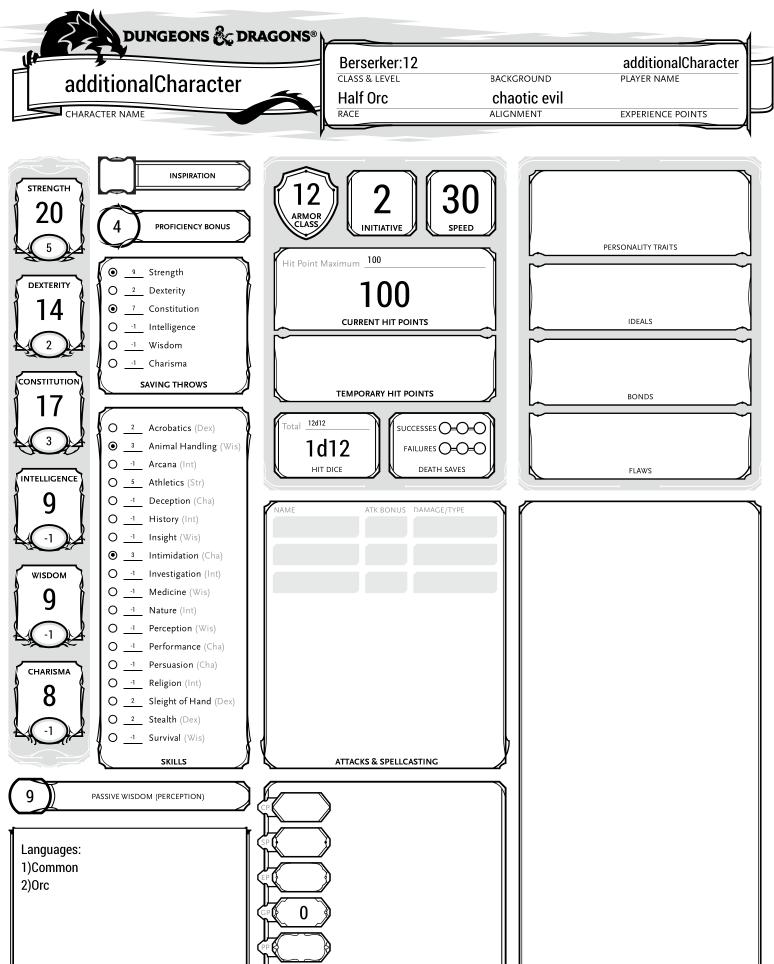 DUNGEONS & DRAGONS®
additionalCharacter
CHARACTER NAME
Berserker:12 additionalCharacter
CLASS & LEVEL BACKGROUND PLAYER NAME
Half Orc chaotic evil
RACE ALIGNMENT EXPERIENCE POINTS
STRENGTH
20
5
DEXTERITY
14
2
CONSTITUTION
17
3
INTELLIGENCE
9
-1
WISDOM
9
-1
CHARISMA
8
-1
INSPIRATION
4 PROFICIENCY BONUS
9 Strength
2 Dexterity
7 Constitution
-1 Intelligence
-1 Wisdom
-1 Charisma
SAVING THROWS
2 Acrobatics (Dex)
3 Animal Handling (Wis)
-1 Arcana (Int)
5 Athletics (Str)
-1 Deception (Cha)
-1 History (Int)
-1 Insight (Wis)
3 Intimidation (Cha)
-1 Investigation (Int)
-1 Medicine (Wis)
-1 Nature (Int)
-1 Perception (Wis)
-1 Performance (Cha)
-1 Persuasion (Cha)
-1 Religion (Int)
2 Sleight of Hand (Dex)
2 Stealth (Dex)
-1 Survival (Wis)
SKILLS
9 PASSIVE WISDOM (PERCEPTION)
Languages:
1)Common
2)Orc
12
ARMOR
CLASS
2
INITIATIVE
30
SPEED
Hit Point Maximum 100
100
CURRENT HIT POINTS
TEMPORARY HIT POINTS
Total 12d12
1d12
HIT DICE
SUCCESSES
FAILURES
DEATH SAVES
NAME ATK BONUS DAMAGE/TYPE
ATTACKS & SPELLCASTING
CP
SP
EP
GP 0
PP
PERSONALITY TRAITS
IDEALS
BONDS
FLAWS